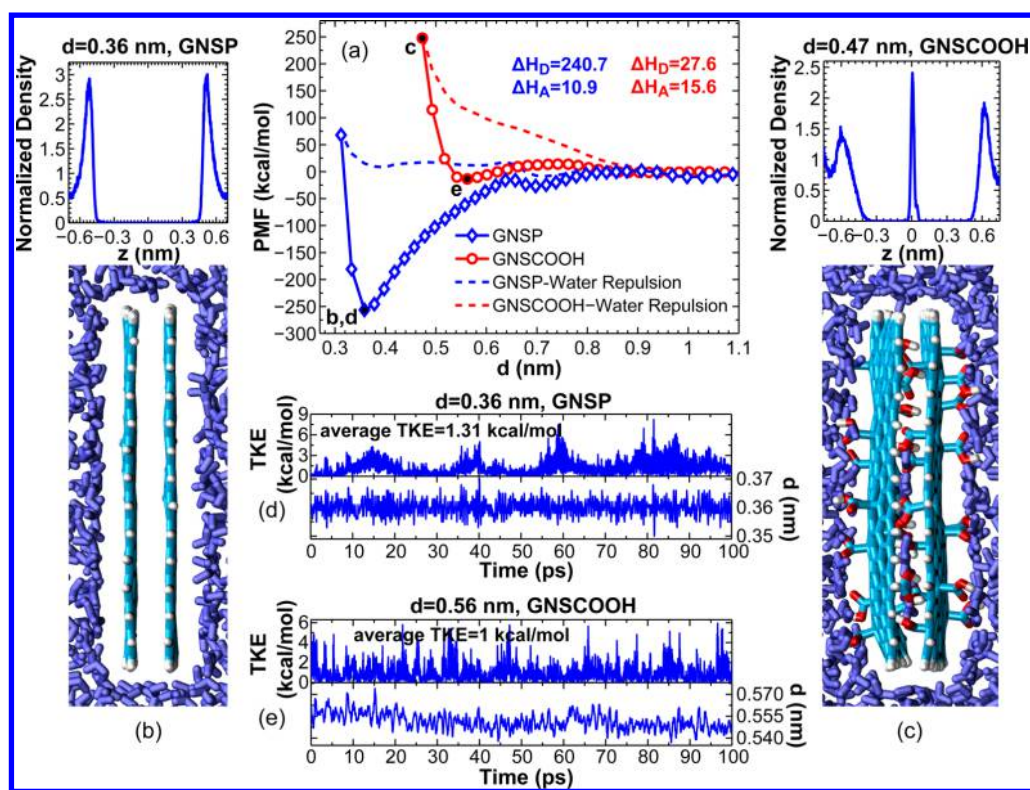 d=0.36 nm, GNSP
Normalized Density
3
2.5
2
1.5
1
0.5
0
−0.6 −0.3 0 0.3 0.6
z (nm)
(b)
(a)
PMF (kcal/mol)
250
200
150
100
50
0
−50
−100
−150
−200
−250
−300
c
e
b,d
ΔH_D=240.7
ΔH_A=10.9
ΔH_D=27.6
ΔH_A=15.6
GNSP
GNSCOOH
GNSP-Water Repulsion
GNSCOOH−Water Repulsion
0.3 0.4 0.5 0.6 0.7 0.8 0.9 1 1.1
d (nm)
d=0.36 nm, GNSP
average TKE=1.31 kcal/mol
TKE
(kcal/mol)
9
6
3
0
0.37
0.36
0.35
d (nm)
(d)
0 10 20 30 40 50 60 70 80 90 100
Time (ps)
d=0.56 nm, GNSCOOH
average TKE=1 kcal/mol
TKE
(kcal/mol)
6
4
2
0
0.570
0.555
0.540
d (nm)
(e)
0 10 20 30 40 50 60 70 80 90 100
Time (ps)
d=0.47 nm, GNSCOOH
Normalized Density
2.5
2.0
1.5
1.0
0.5
0
−0.6 −0.3 0 0.3 0.6
z (nm)
(c)